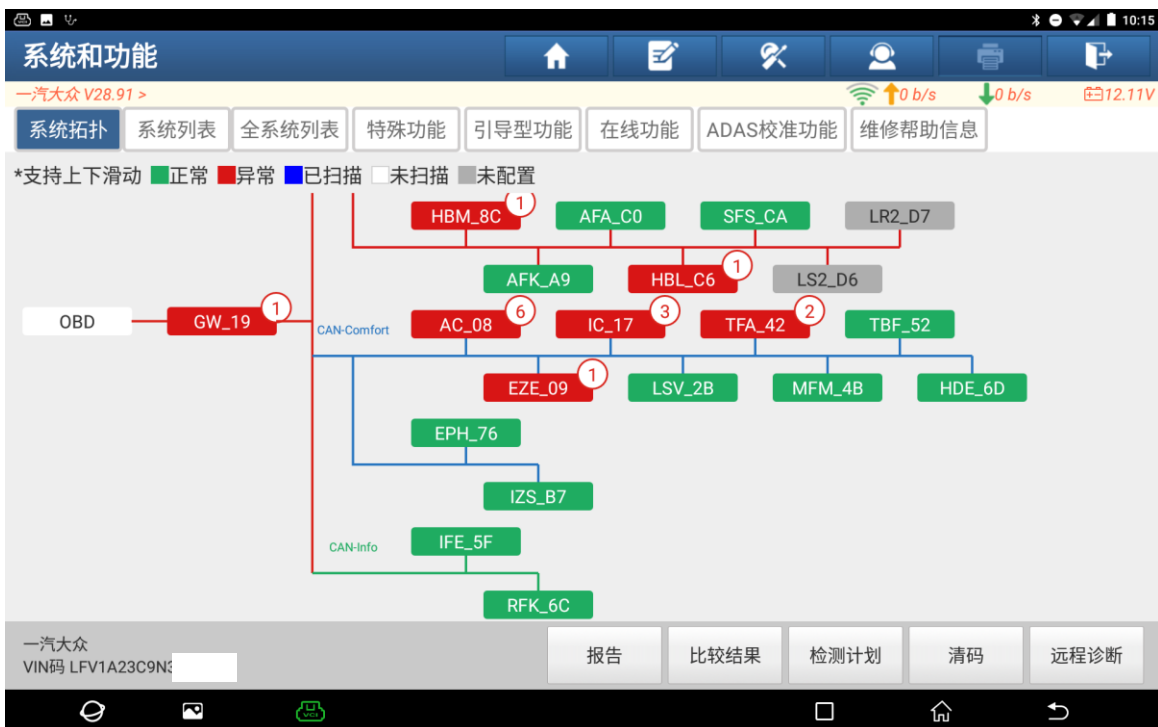 10:15
系统和功能
一汽大众 V28.91 >
0 b/s
0 b/s
12.11V
系统拓扑
系统列表
全系统列表
特殊功能
引导型功能
在线功能
ADAS校准功能
维修帮助信息
*支持上下滑动 正常 异常 已扫描 未扫描 未配置
HBM_8C 1
AFA_C0
SFS_CA
LR2_D7
AFK_A9
HBL_C6 1
LS2_D6
OBD
GW_19 1
CAN-Comfort
AC_08 6
IC_17 3
TFA_42 2
TBF_52
EZE_09 1
LSV_2B
MFM_4B
HDE_6D
EPH_76
IZS_B7
CAN-Info
IFE_5F
RFK_6C
一汽大众
VIN码 LFV1A23C9N3
报告
比较结果
检测计划
清码
远程诊断
VCI